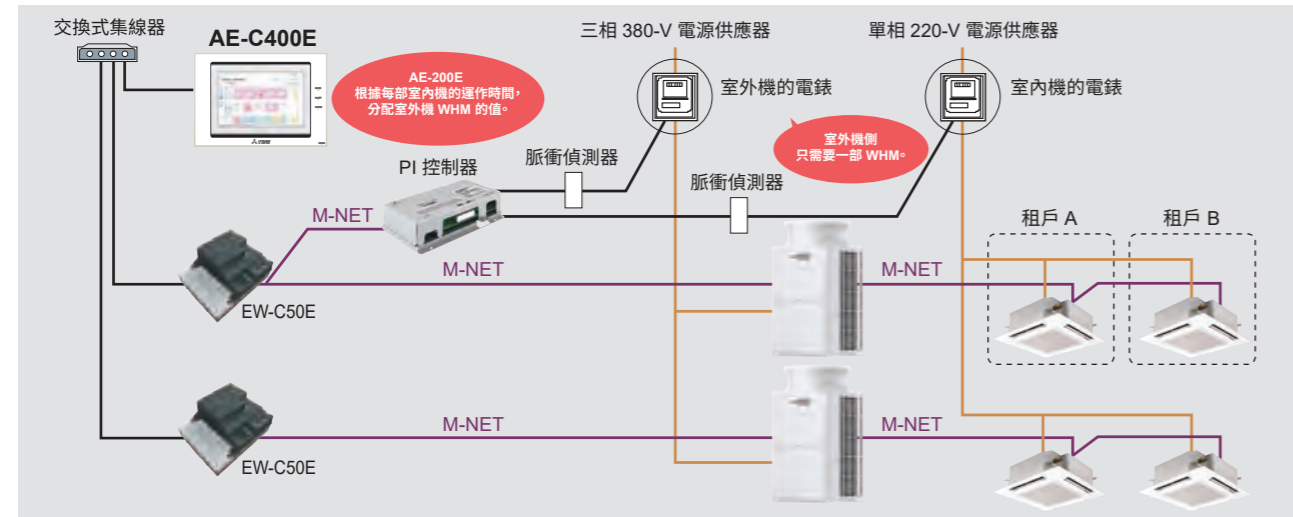 交換式集線器
AE-C400E
三相 380-V 電源供應器
單相 220-V 電源供應器
AE-200E
根據每部室內機的運作時間，
分配室外機 WHM 的值。
室外機的電錶
室內機的電錶
室外機側
只需要一部 WHM。
PI 控制器
脈衝偵測器
脈衝偵測器
M-NET
租戶 A
租戶 B
M-NET
M-NET
EW-C50E
M-NET
M-NET
EW-C50E